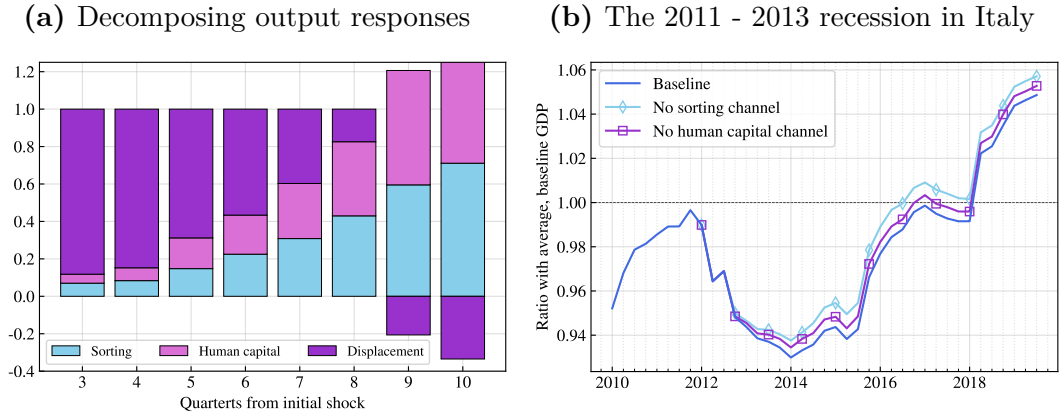 (a) Decomposing output responses
1.2
1.0
0.8
0.6
0.4
0.2
0.0
-0.2
-0.4
Sorting
Human capital
Displacement
3 4 5 6 7 8 9 10
Quarterts from initial shock
(b) The 2011 - 2013 recession in Italy
Ratio with average, baseline GDP
1.06
1.04
1.02
1.00
0.98
0.96
0.94
Baseline
No sorting channel
No human capital channel
2010 2012 2014 2016 2018